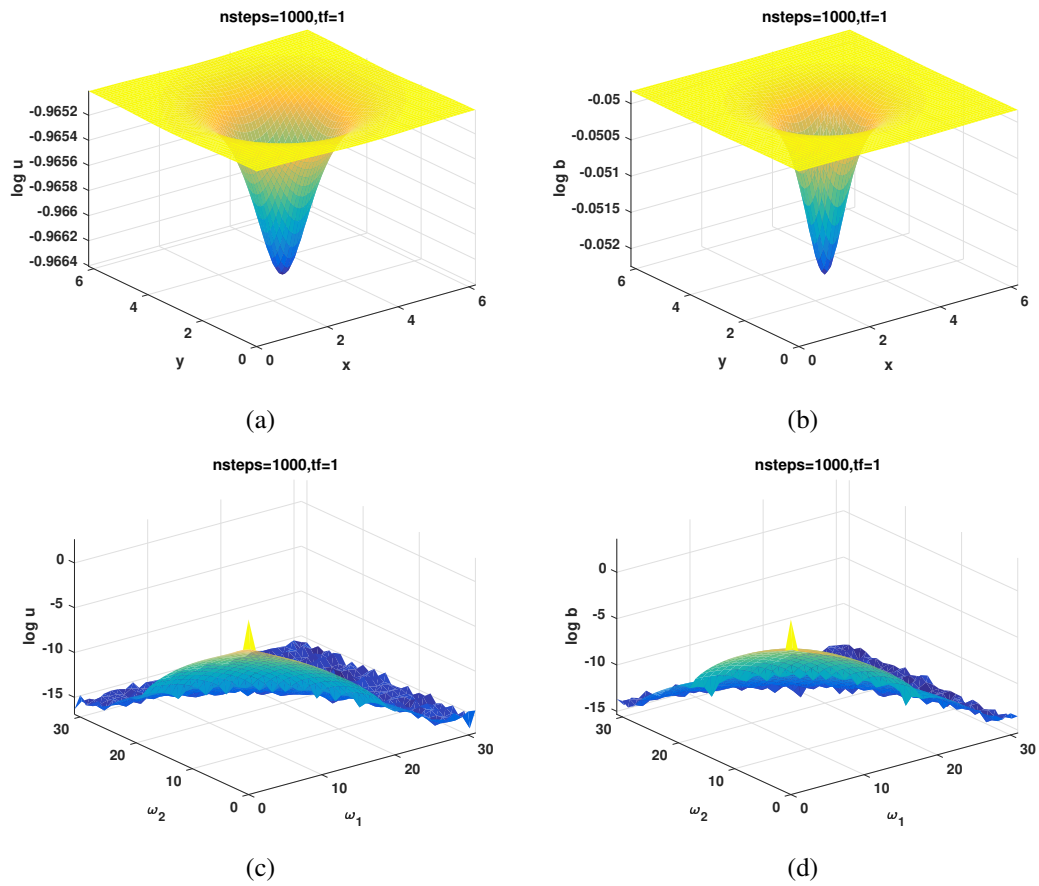 nsteps=1000,tf=1
log u
-0.9652
-0.9654
-0.9656
-0.9658
-0.966
-0.9662
-0.9664
6
4
2
0
y
0
2
4
6
x
(a)
nsteps=1000,tf=1
log b
-0.05
-0.0505
-0.051
-0.0515
-0.052
6
4
2
0
y
0
2
4
6
x
(b)
nsteps=1000,tf=1
log u
0
-5
-10
-15
30
20
10
0
ω2
0
10
20
30
ω1
(c)
nsteps=1000,tf=1
log b
0
-5
-10
-15
30
20
10
0
ω2
0
10
20
30
ω1
(d)